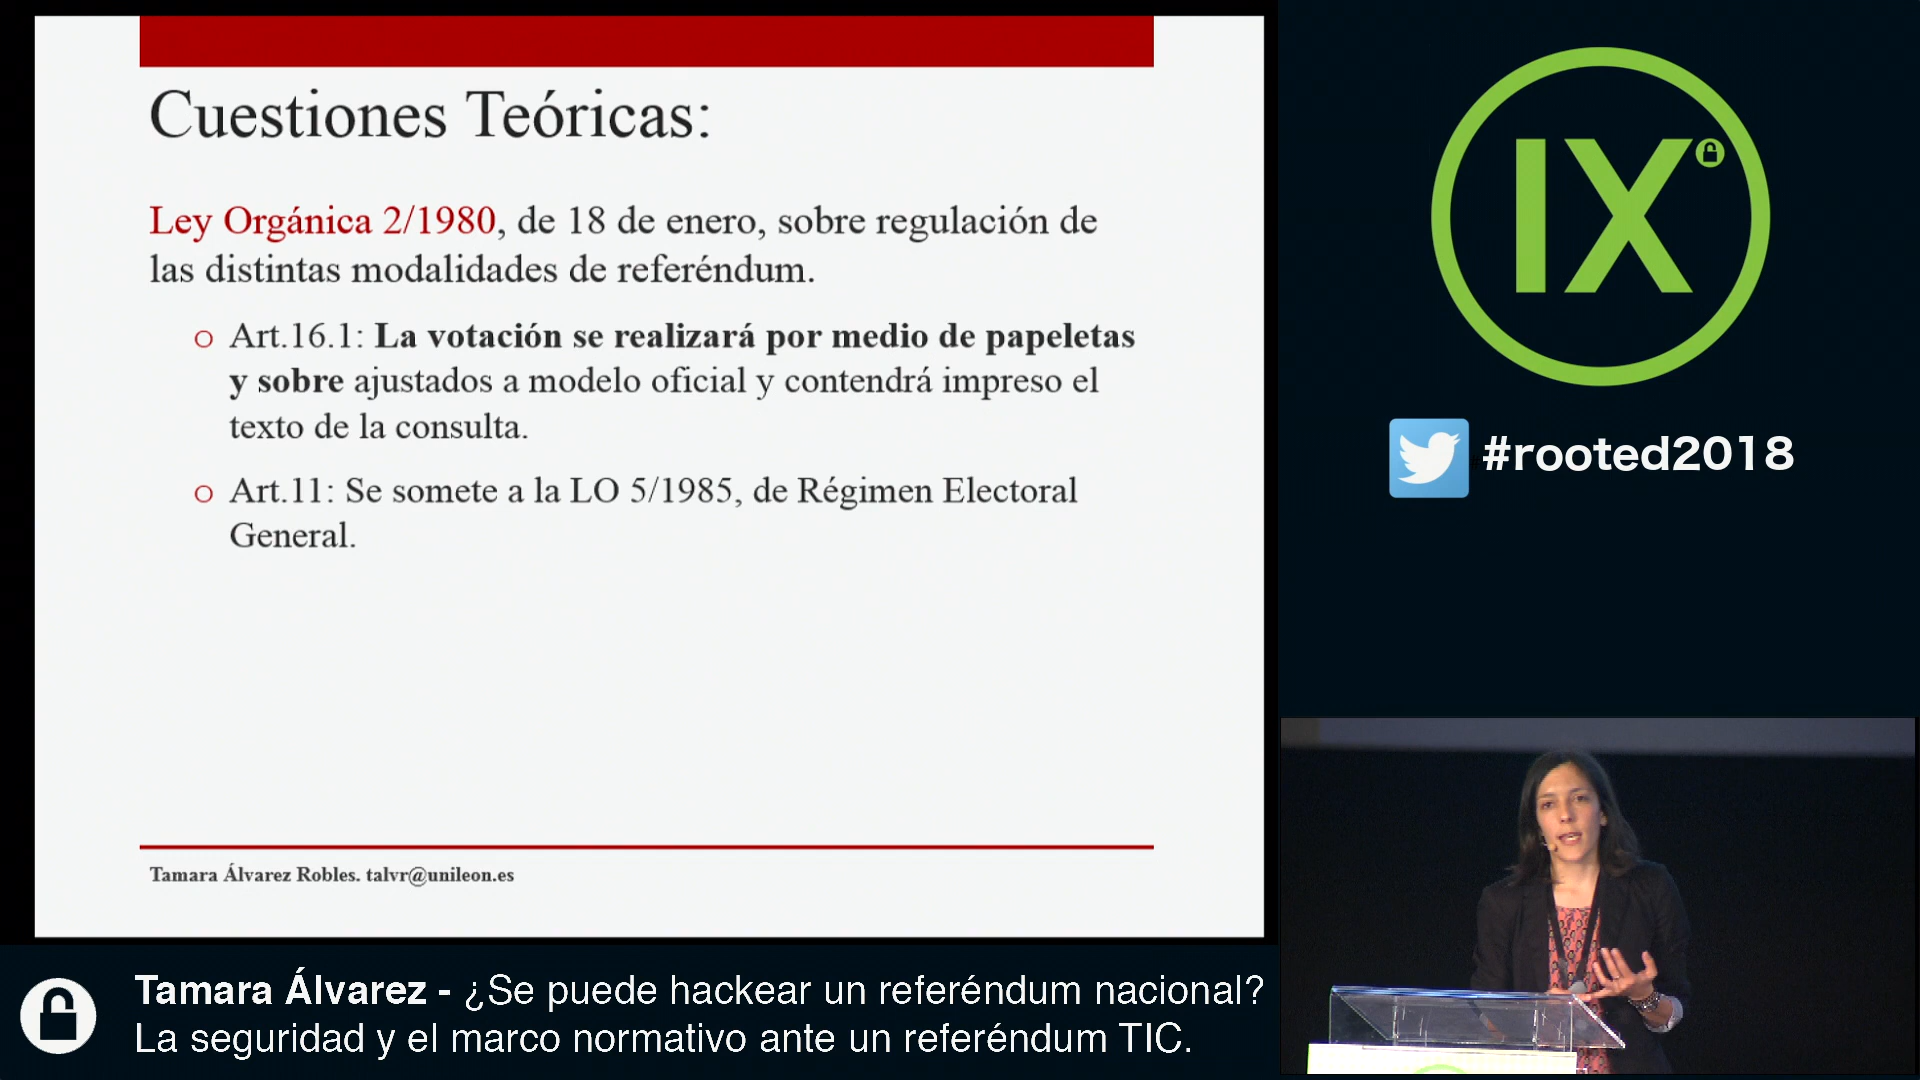 Cuestiones Teóricas:
Ley Orgánica 2/1980, de 18 de enero, sobre regulación de
las distintas modalidades de referéndum.
o Art.16.1: La votación se realizará por medio de papeletas
y sobre ajustados a modelo oficial y contendrá impreso el
texto de la consulta.
o Art.11: Se somete a la LO 5/1985, de Régimen Electoral
General.
Tamara Álvarez Robles. talvr@unileon.es
IX
#rooted2018
Tamara Álvarez - ¿Se puede hackear un referéndum nacional?
La seguridad y el marco normativo ante un referéndum TIC.